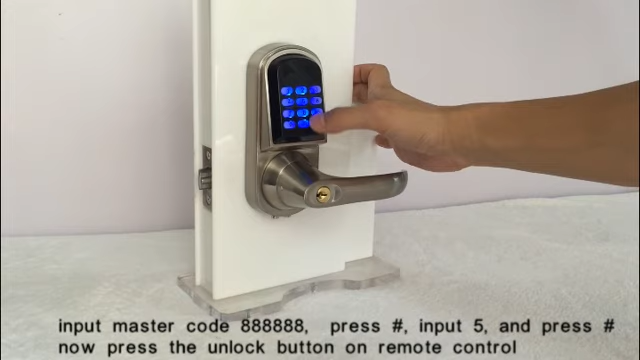 input master code 888888, press #, input 5, and press #
now press the unlock button on remote control